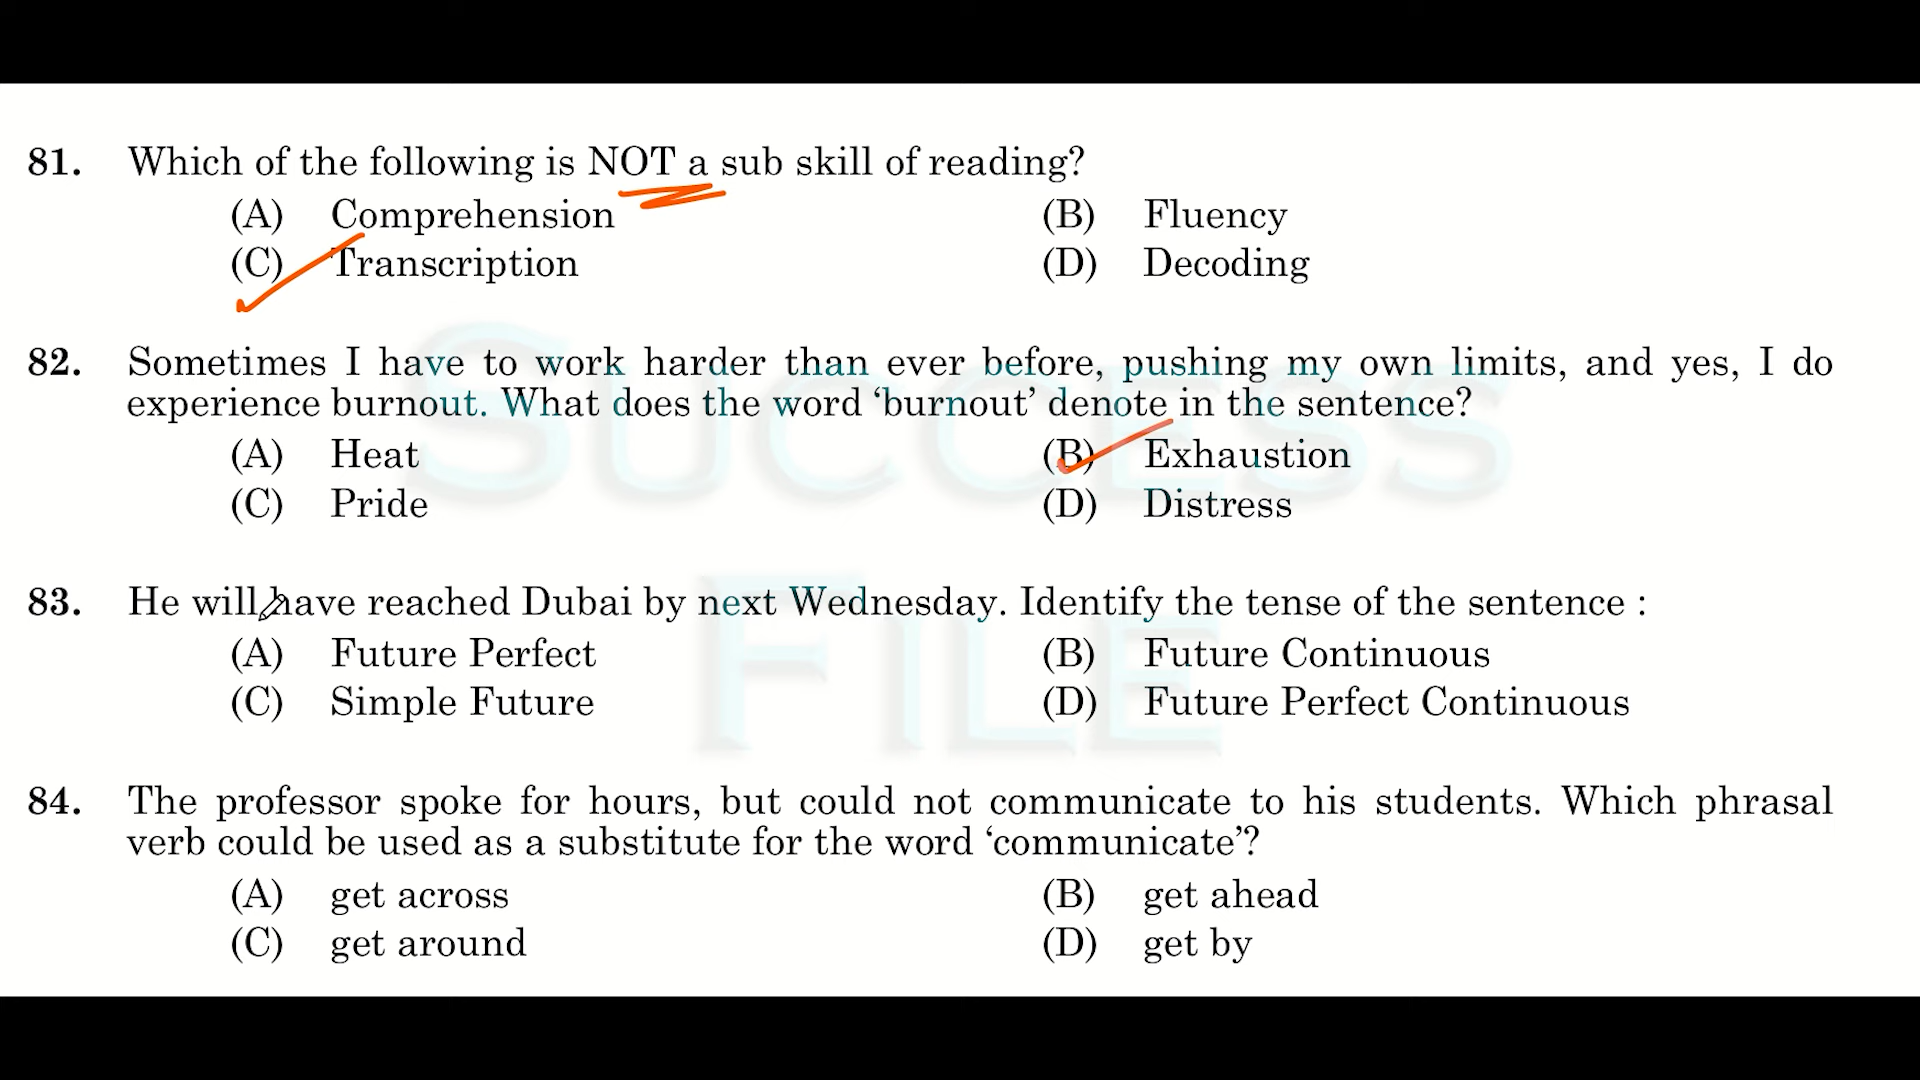 81. Which of the following is NOT a sub skill of reading?
(A) Comprehension (B) Fluency
(C) Transcription (D) Decoding
82. Sometimes I have to work harder than ever before, pushing my own limits, and yes, I do
experience burnout. What does the word ‘burnout’ denote in the sentence?
(A) Heat (B) Exhaustion
(C) Pride (D) Distress
83. He will have reached Dubai by next Wednesday. Identify the tense of the sentence :
(A) Future Perfect (B) Future Continuous
(C) Simple Future (D) Future Perfect Continuous
84. The professor spoke for hours, but could not communicate to his students. Which phrasal
verb could be used as a substitute for the word ‘communicate’?
(A) get across (B) get ahead
(C) get around (D) get by
SUCCESS
FILE